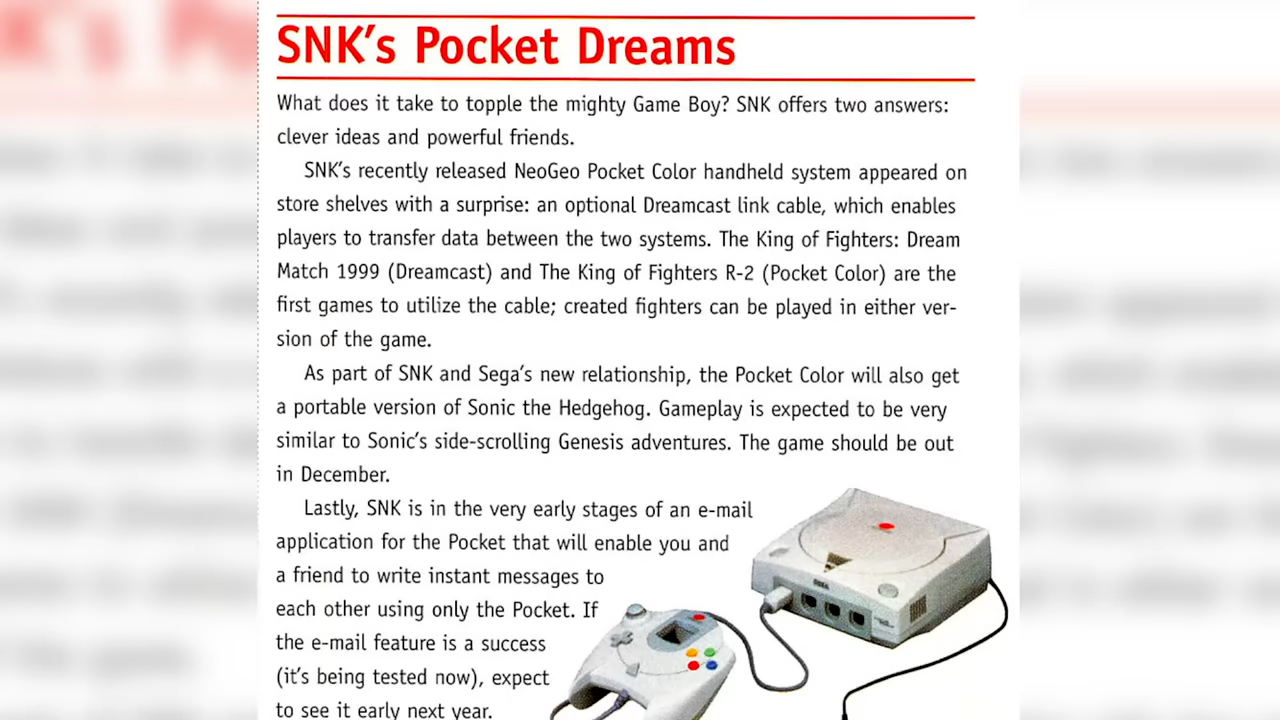 SNK's Pocket Dreams
What does it take to topple the mighty Game Boy? SNK offers two answers:
clever ideas and powerful friends.
SNK's recently released NeoGeo Pocket Color handheld system appeared on
store shelves with a surprise: an optional Dreamcast link cable, which enables
players to transfer data between the two systems. The King of Fighters: Dream
Match 1999 (Dreamcast) and The King of Fighters R-2 (Pocket Color) are the
first games to utilize the cable; created fighters can be played in either ver-
sion of the game.
As part of SNK and Sega's new relationship, the Pocket Color will also get
a portable version of Sonic the Hedgehog. Gameplay is expected to be very
similar to Sonic's side-scrolling Genesis adventures. The game should be out
in December.
Lastly, SNK is in the very early stages of an e-mail
application for the Pocket that will enable you and
a friend to write instant messages to
each other using only the Pocket. If
the e-mail feature is a success
(it's being tested now), expect
to see it early next year.